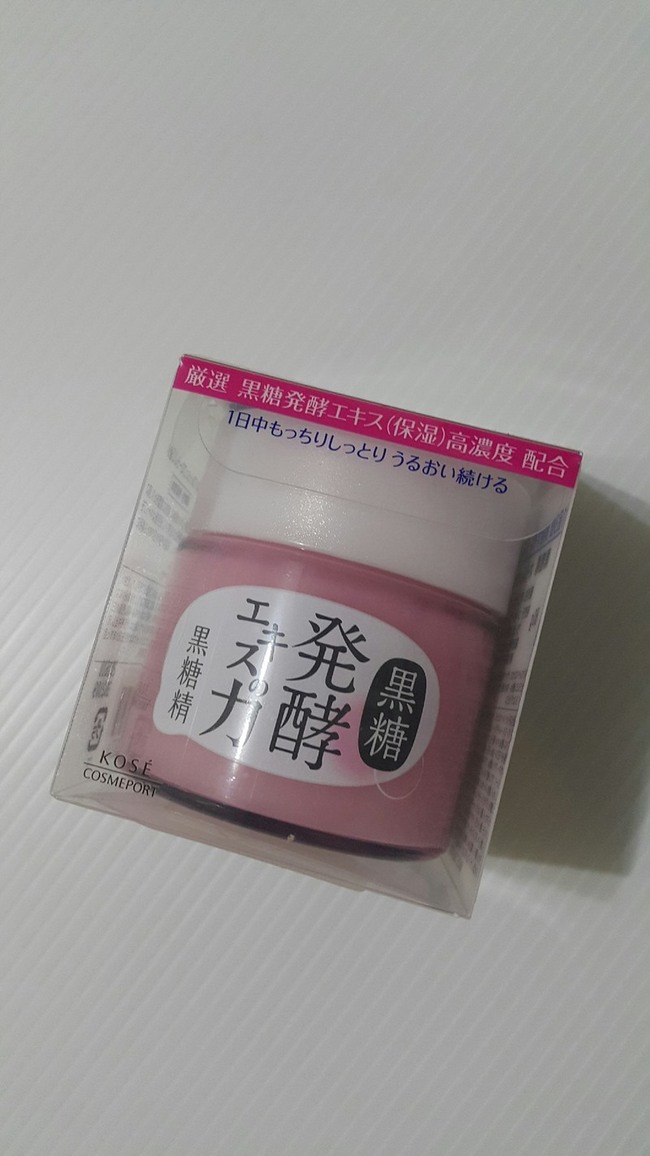 厳選 黒糖発酵エキス(保湿)高濃度 配合
1日中もっちりしっとりうるおい続ける
黒糖
発酵
エキスの力
黒糖精
KOSÉ
COSMEPORT